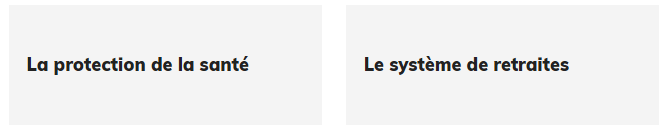 La protection de la santé
Le système de retraites